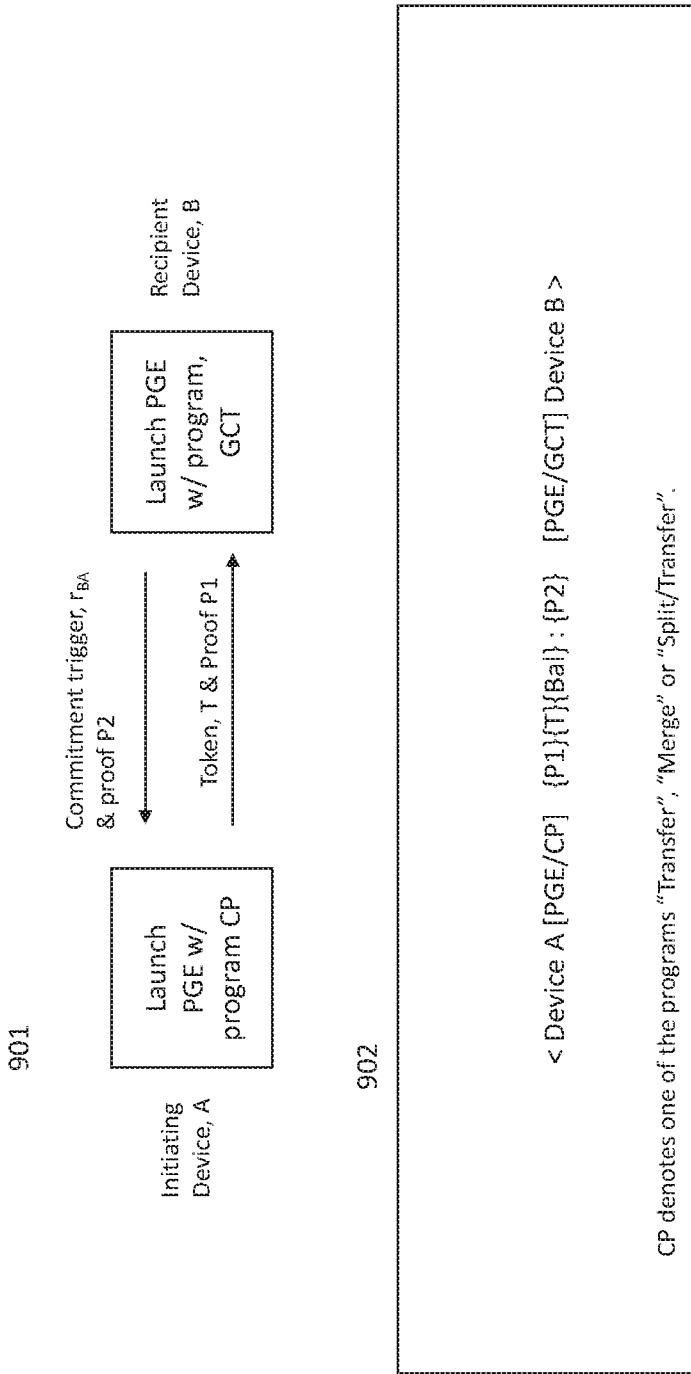 901
Initiating
Device, A
Launch
PGE w/
program CP
Commitment trigger, rBA
& proof P2
Token, T & Proof P1
Launch PGE
w/ program,
GCT
Recipient
Device, B
902
< Device A [PGE/CP] {P1}{T}{Bal} : {P2} [PGE/GCT] Device B >
CP denotes one of the programs "Transfer", "Merge" or "Split/Transfer".